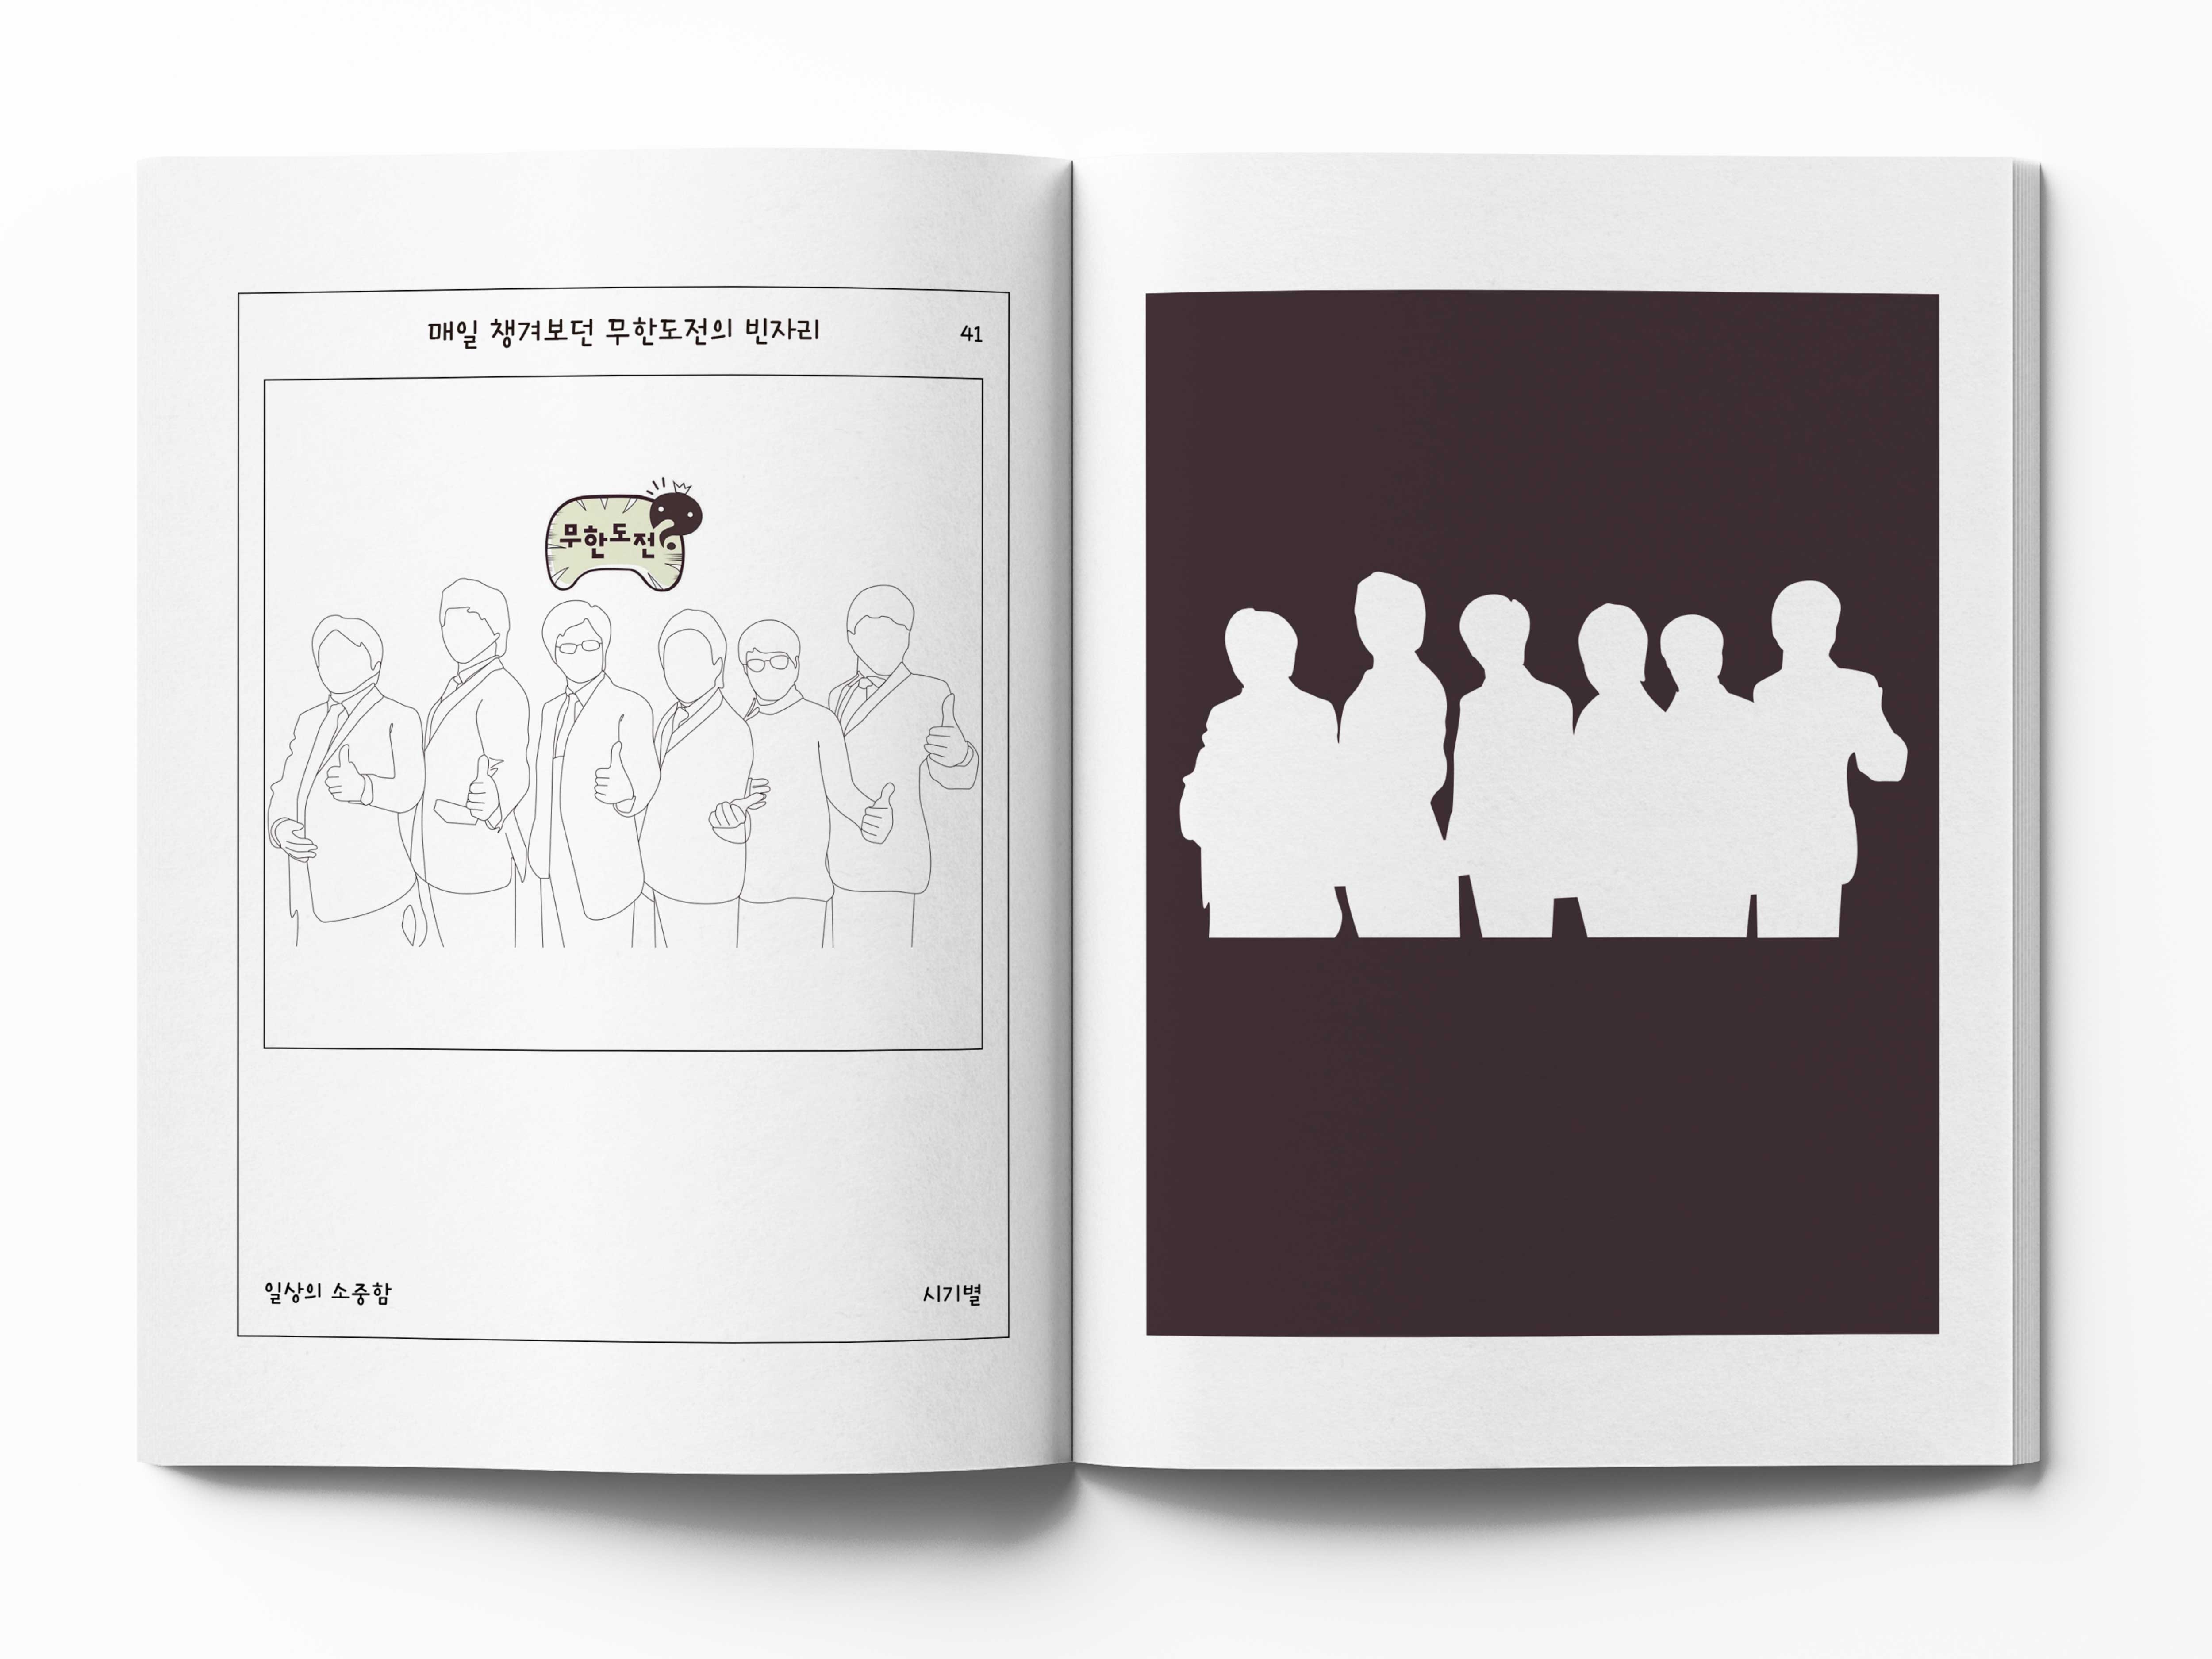 매일 챙겨보던 무한도전의 빈자리
41
무한도전?
일상의 소중함
시기별